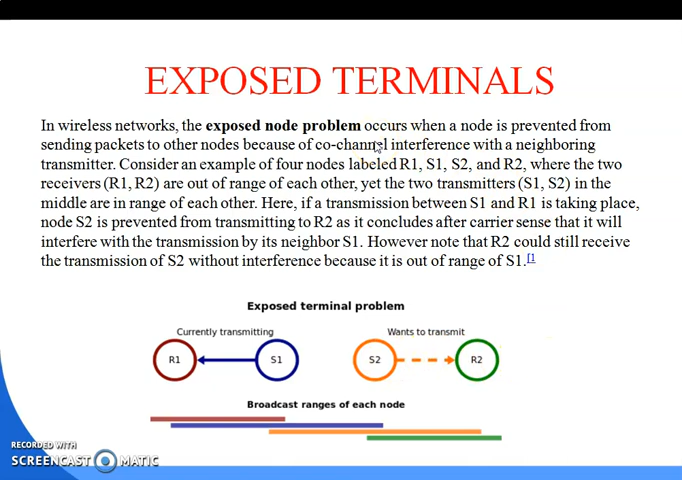 EXPOSED TERMINALS
In wireless networks, the exposed node problem occurs when a node is prevented from
sending packets to other nodes because of co-channel interference with a neighboring
transmitter. Consider an example of four nodes labeled R1, S1, S2, and R2, where the two
receivers (R1, R2) are out of range of each other, yet the two transmitters (S1, S2) in the
middle are in range of each other. Here, if a transmission between S1 and R1 is taking place,
node S2 is prevented from transmitting to R2 as it concludes after carrier sense that it will
interfere with the transmission by its neighbor S1. However note that R2 could still receive
the transmission of S2 without interference because it is out of range of S1.[1
Exposed terminal problem
Currently transmitting Wants to transmit
R1 S1 S2 R2
Broadcast ranges of each node
RECORDED WITH
SCREENCAST MATIC